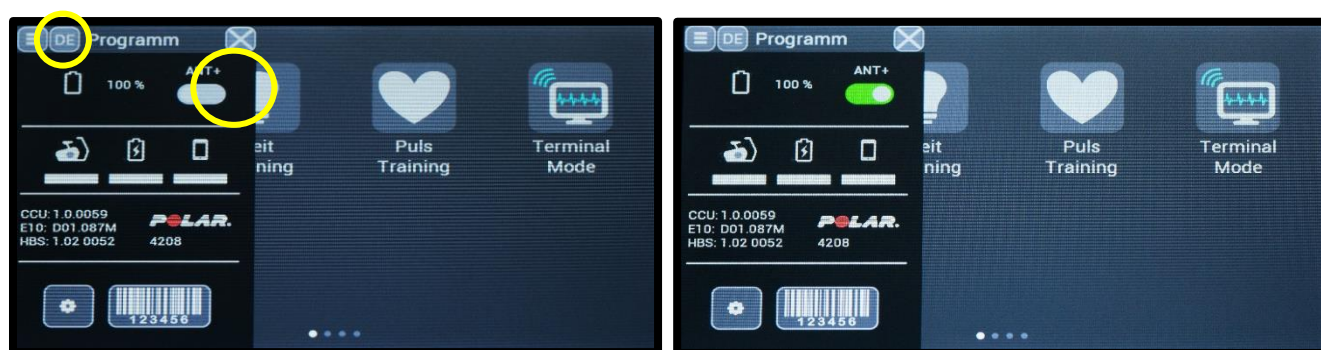 DE Programm
100 %
ANT+
eit
ning
Puls
Training
Terminal
Mode
CCU: 1.0.0059
E10: D01.087M
HBS: 1.02 0052
POLAR.
4208
123456
DE Programm
100 %
ANT+
eit
ning
Puls
Training
Terminal
Mode
CCU: 1.0.0059
E10: D01.087M
HBS: 1.02 0052
POLAR.
4208
123456